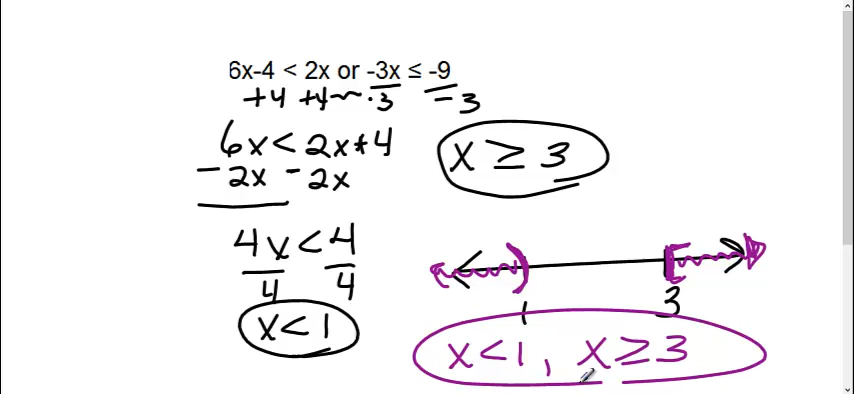 6x-4 < 2x or -3x ≤ -9
+4 +4 -3 -3
6x < 2x+4
-2x -2x
x ≥ 3
4x < 4
4 4
x < 1
1 3
x < 1, x ≥ 3